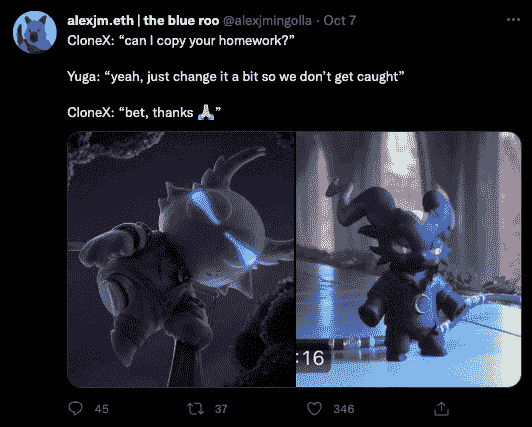 alexjm.eth | the blue roo @alexjmingolla · Oct 7
CloneX: “can I copy your homework?”
Yuga: “yeah, just change it a bit so we don’t get caught”
CloneX: “bet, thanks 🙏🏻”
:16
45 37 346